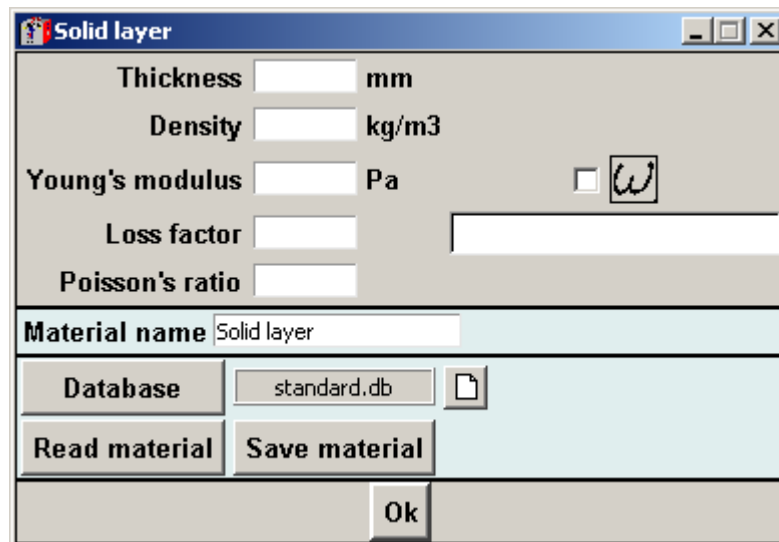 Solid layer
Thickness mm
Density kg/m3
Young's modulus Pa ω
Loss factor
Poisson's ratio
Material name Solid layer
Database standard.db
Read material Save material
Ok